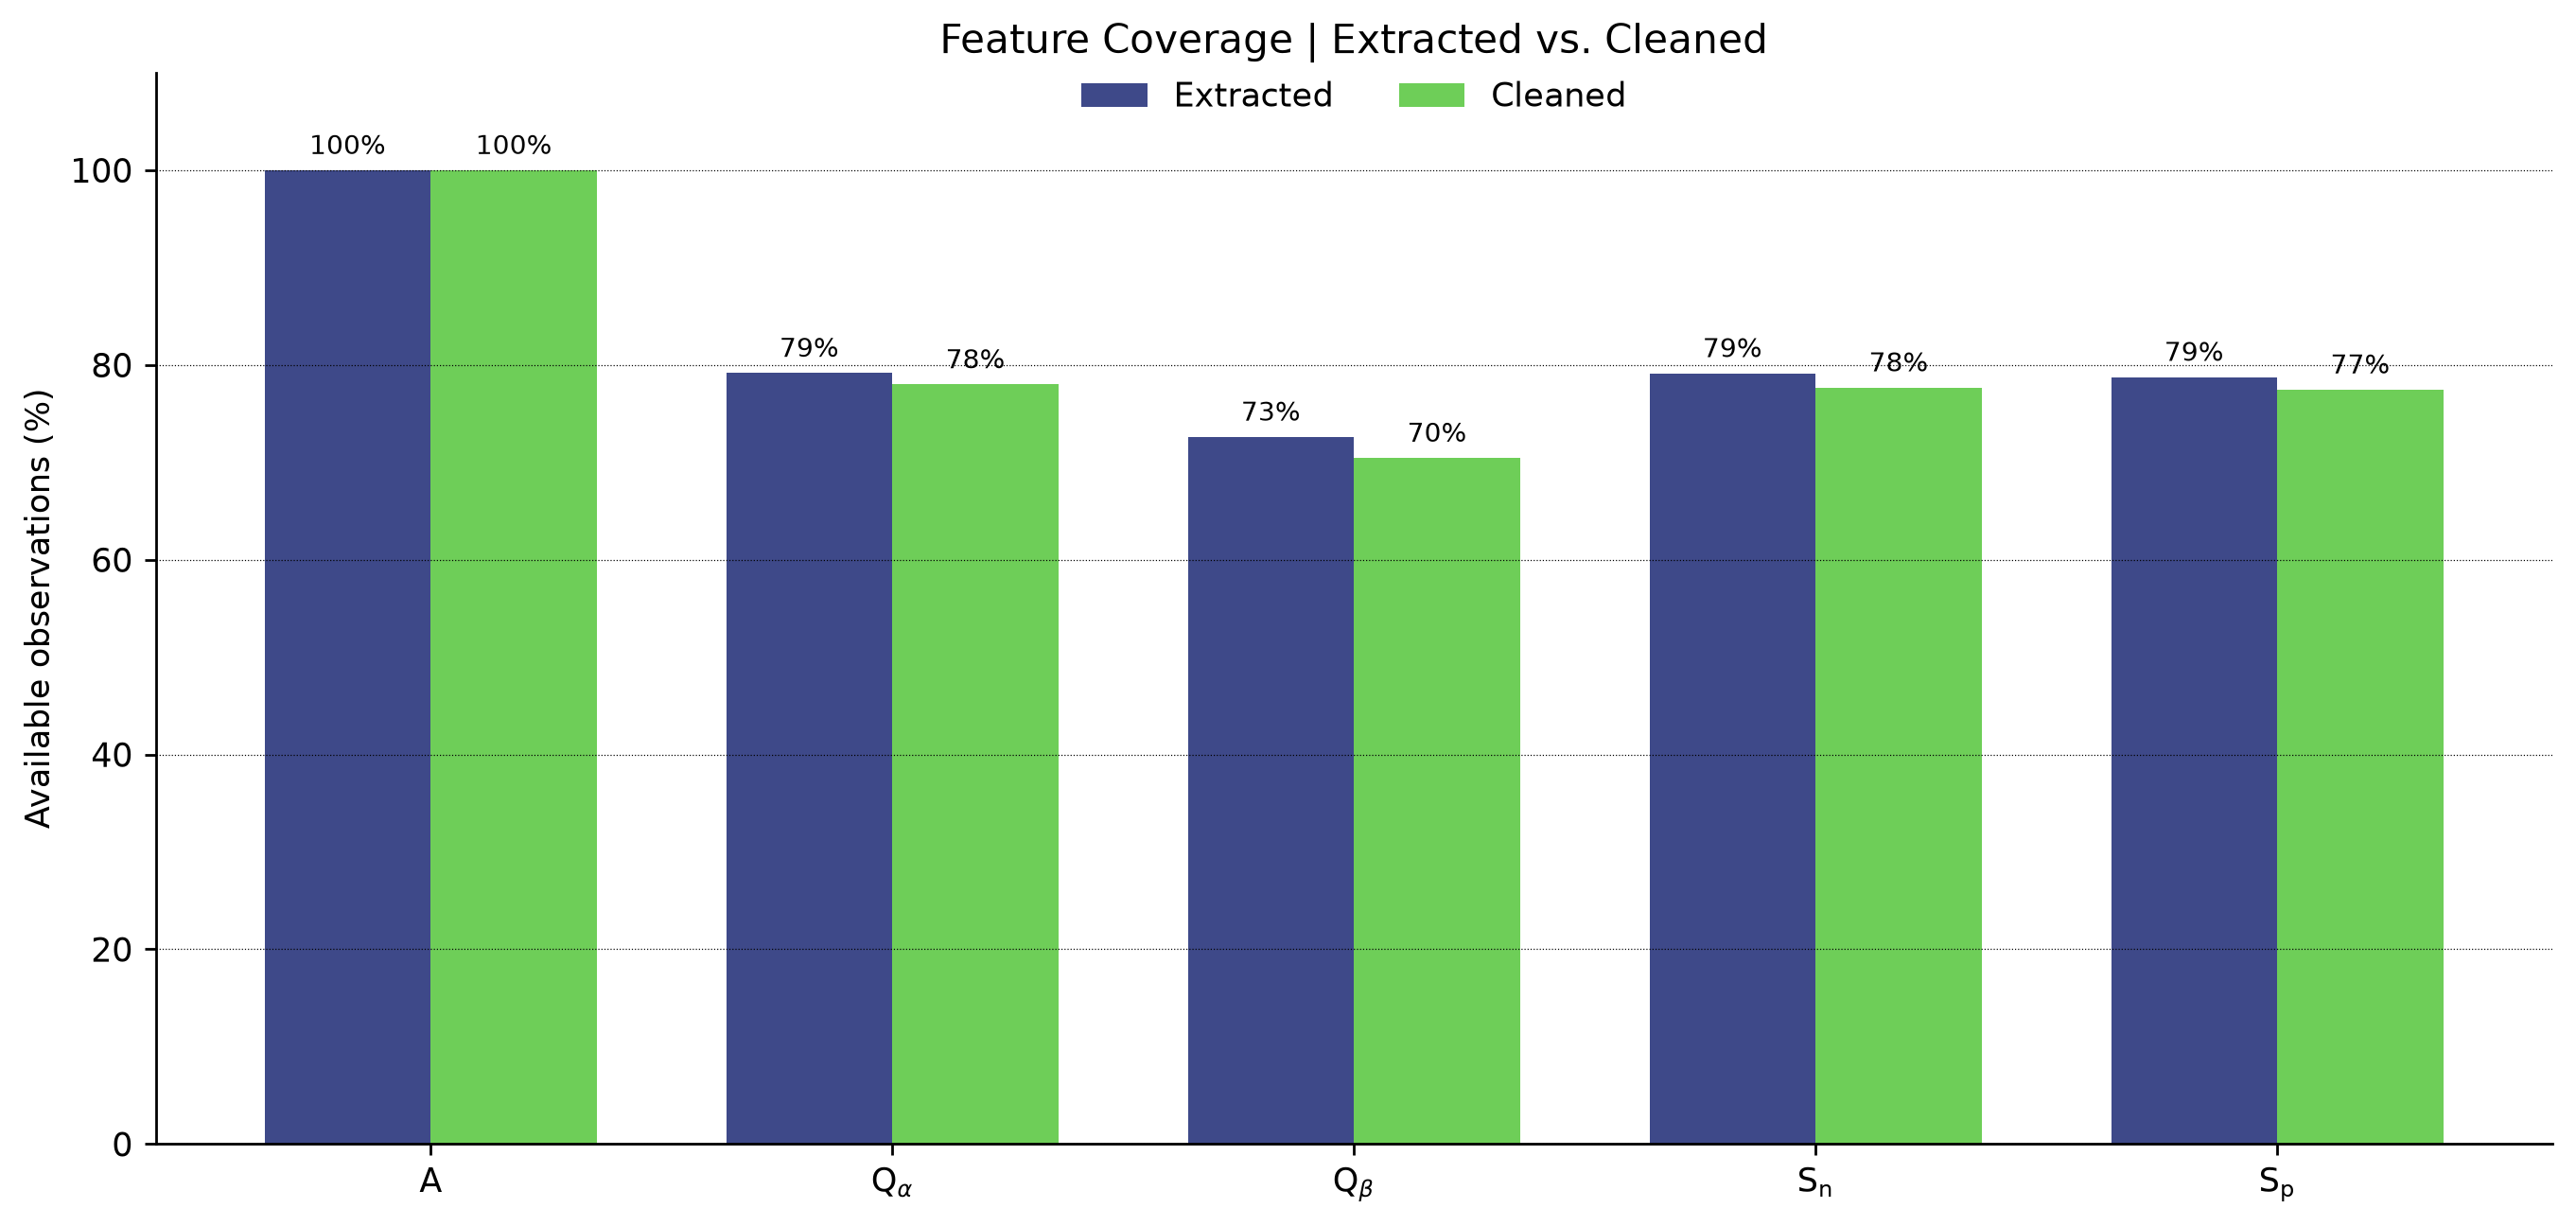 Feature Coverage | Extracted vs. Cleaned
Extracted Cleaned
100% 100%
79% 78%
73% 70%
79% 78%
79% 77%
Available observations (%)
100
80
60
40
20
0
A Qα Qβ Sn Sp